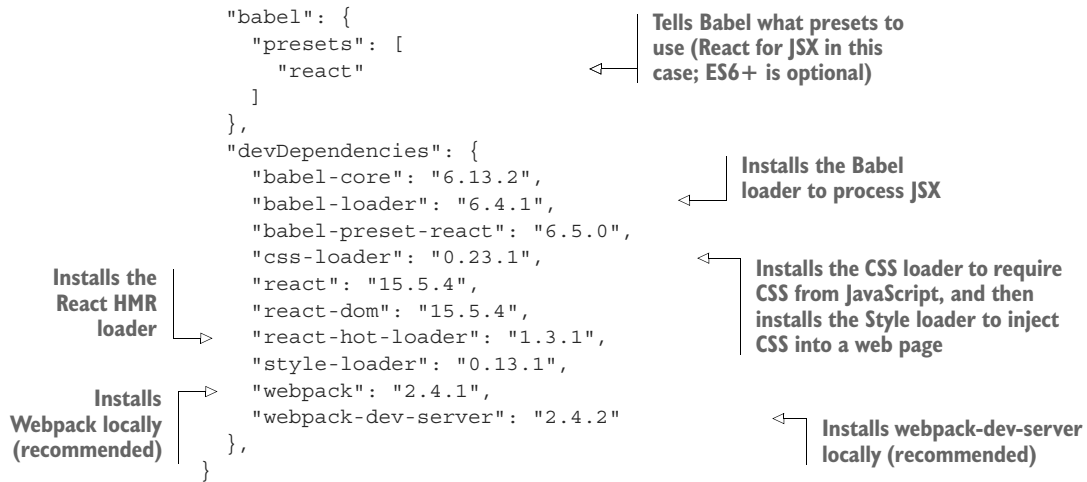 "babel": {
"presets": [
"react"
]
},
Tells Babel what presets to
use (React for JSX in this
case; ES6+ is optional)
"devDependencies": {
"babel-core": "6.13.2",
"babel-loader": "6.4.1",
"babel-preset-react": "6.5.0",
"css-loader": "0.23.1",
"react": "15.5.4",
"react-dom": "15.5.4",
"react-hot-loader": "1.3.1",
"style-loader": "0.13.1",
"webpack": "2.4.1",
"webpack-dev-server": "2.4.2"
},
}
Installs the Babel
loader to process JSX
Installs the CSS loader to require
CSS from JavaScript, and then
installs the Style loader to inject
CSS into a web page
Installs the
React HMR
loader
Installs
Webpack locally
(recommended)
Installs webpack-dev-server
locally (recommended)